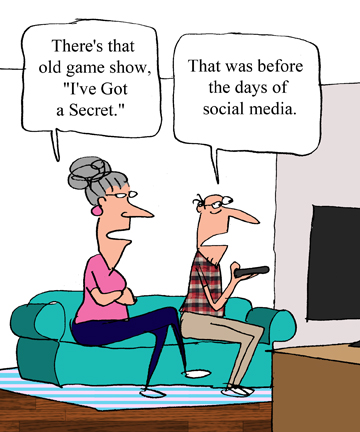 There's that
old game show,
"I've Got
a Secret."
That was before
the days of
social media.